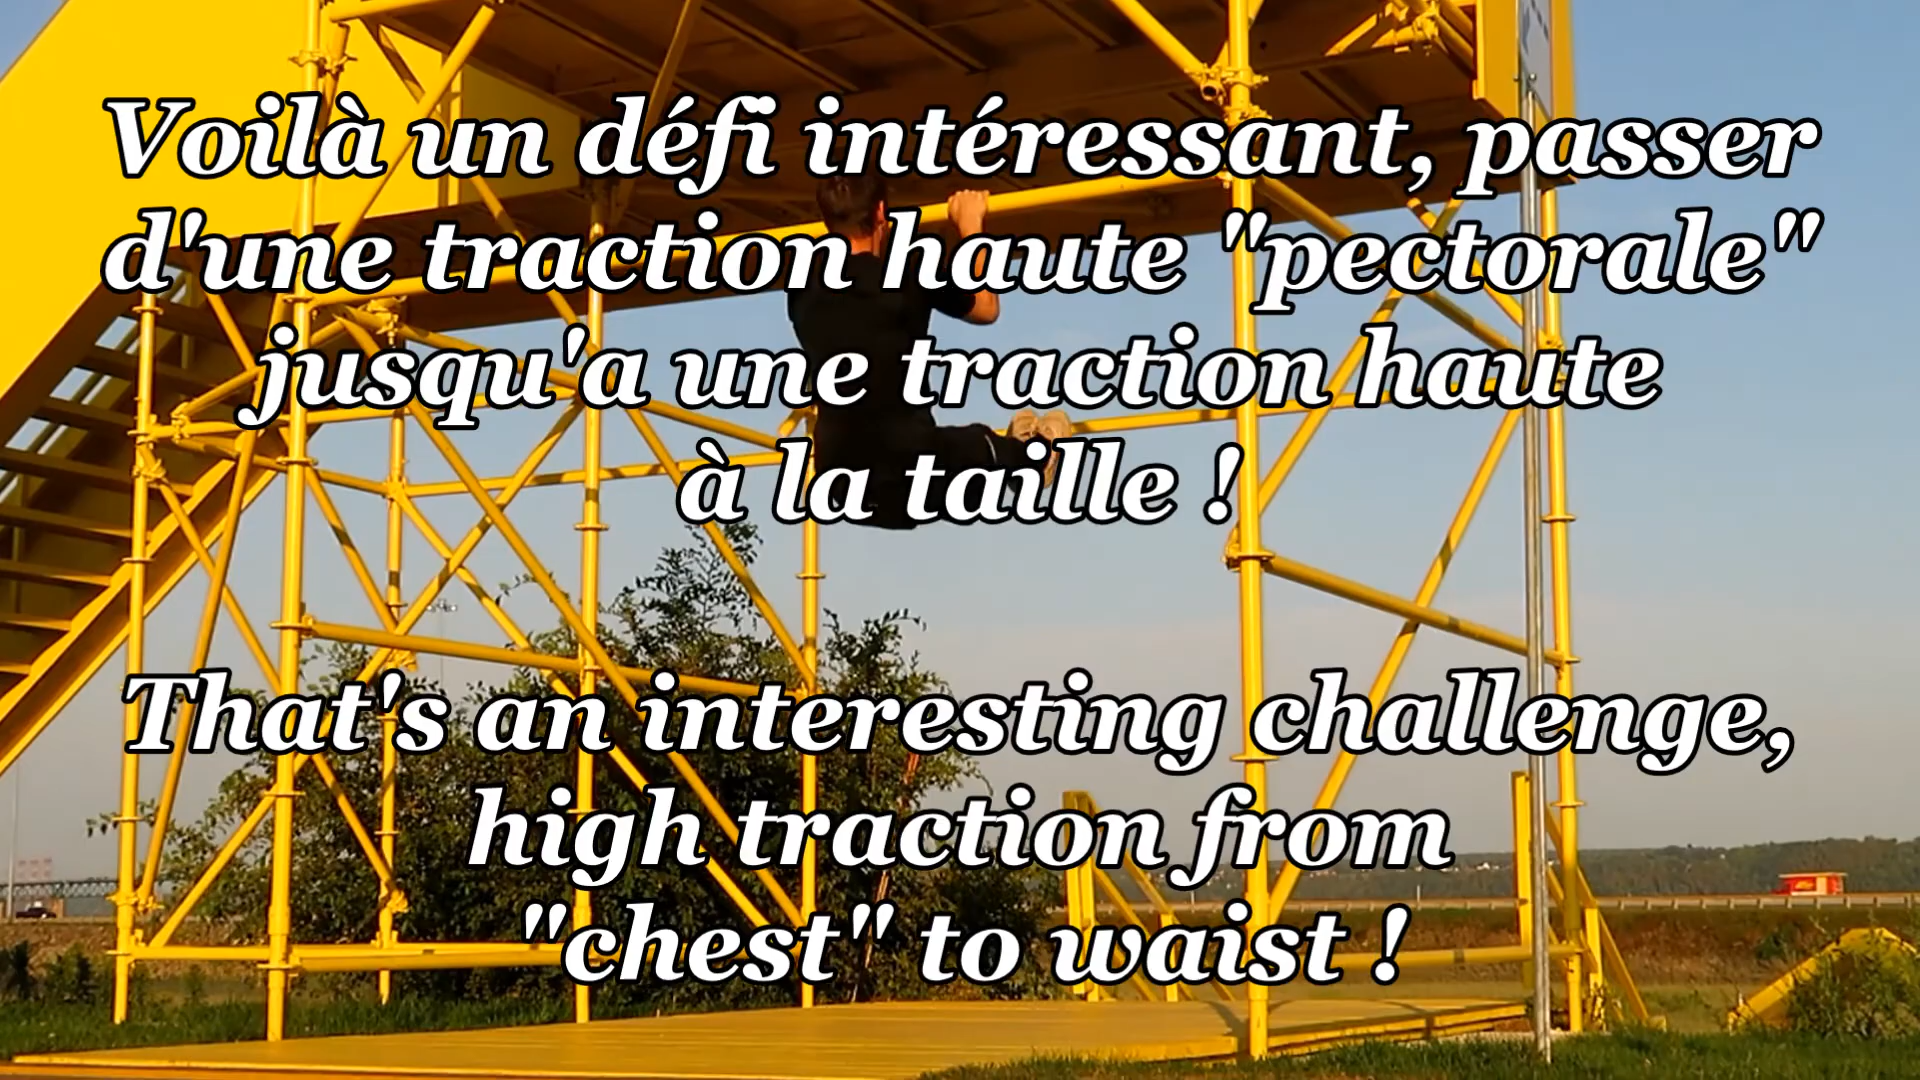 Voilà un défi intéressant, passer
d'une traction haute "pectorale"
jusqu'a une traction haute
à la taille !
That's an interesting challenge,
high traction from
"chest" to waist !